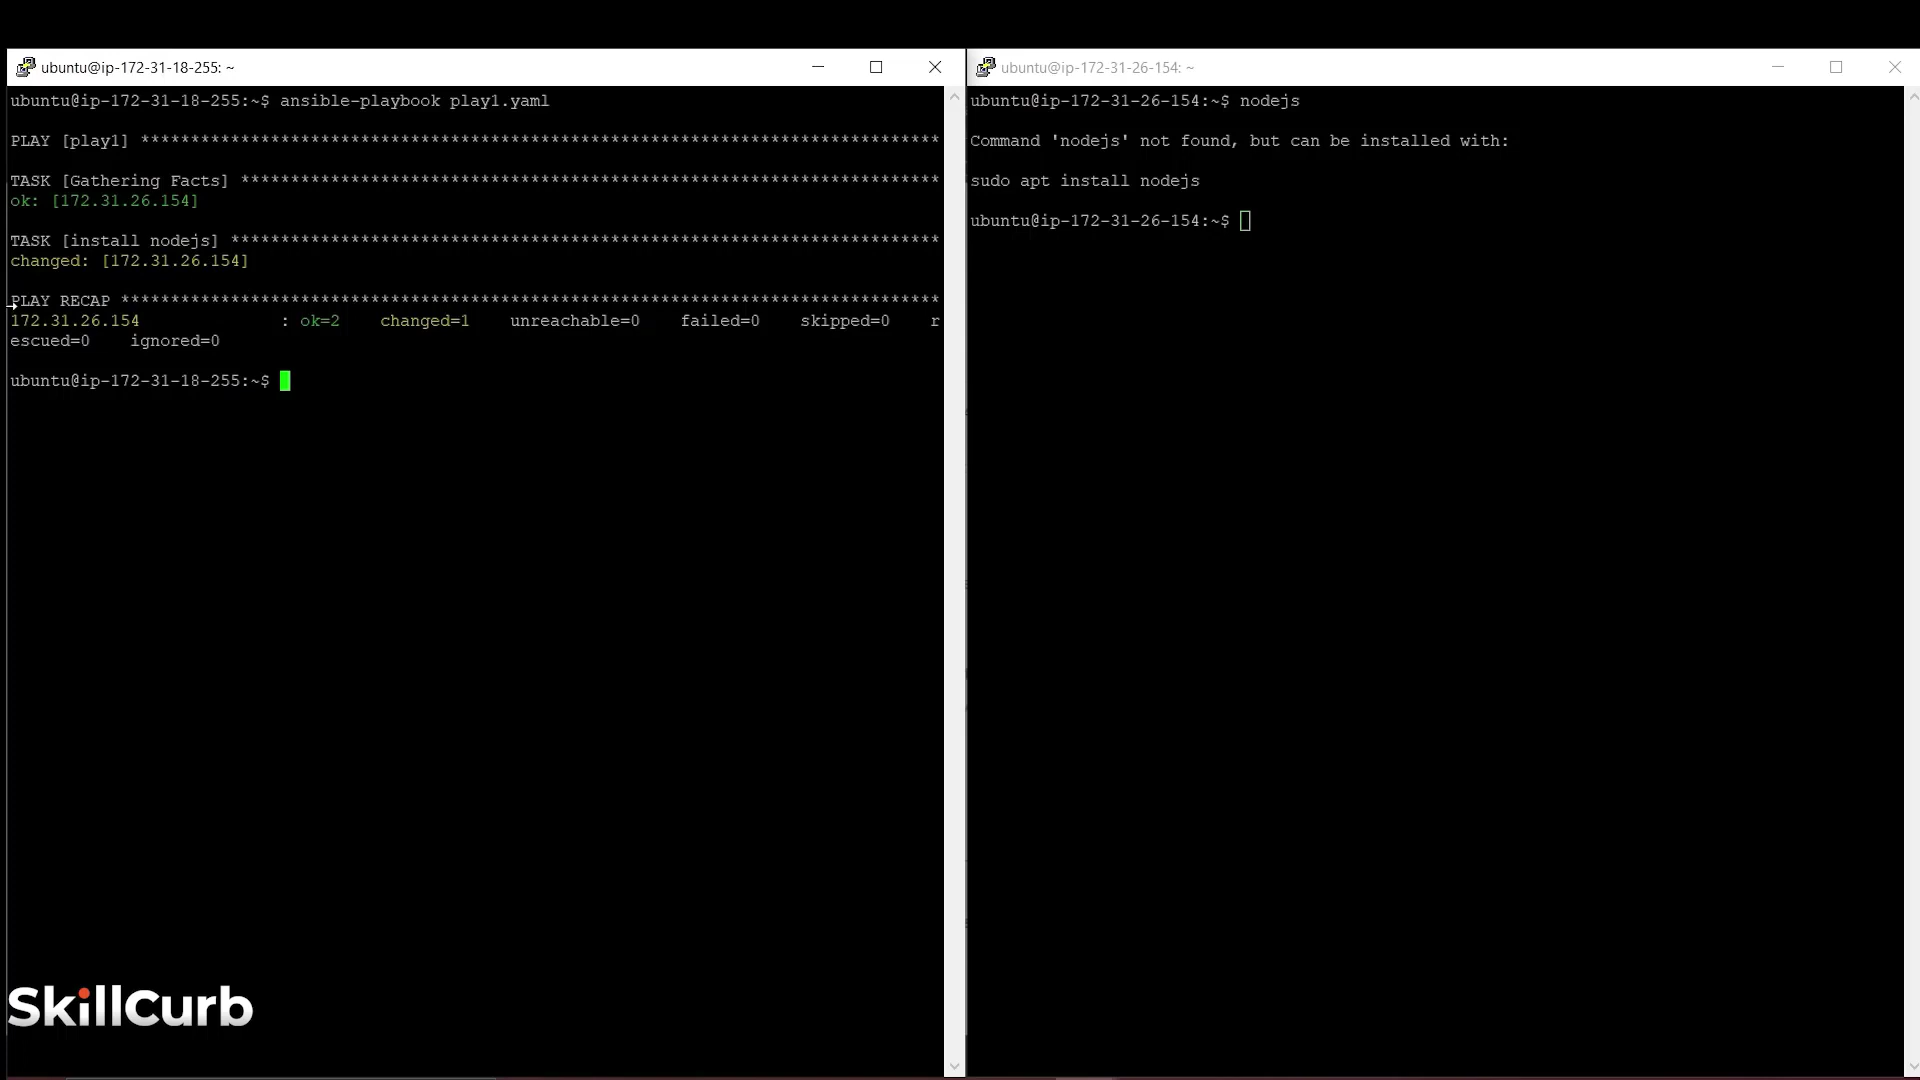 ubuntu@ip-172-31-18-255: ~
ubuntu@ip-172-31-18-255:~$ ansible-playbook play1.yaml
PLAY [play1] ********************************************************************************
TASK [Gathering Facts] **********************************************************************
ok: [172.31.26.154]
TASK [install nodejs] ***********************************************************************
changed: [172.31.26.154]
PLAY RECAP **********************************************************************************
172.31.26.154              : ok=2    changed=1    unreachable=0    failed=0    skipped=0    r
escued=0    ignored=0
ubuntu@ip-172-31-18-255:~$
SkillCurb
ubuntu@ip-172-31-26-154: ~
ubuntu@ip-172-31-26-154:~$ nodejs
Command 'nodejs' not found, but can be installed with:
sudo apt install nodejs
ubuntu@ip-172-31-26-154:~$